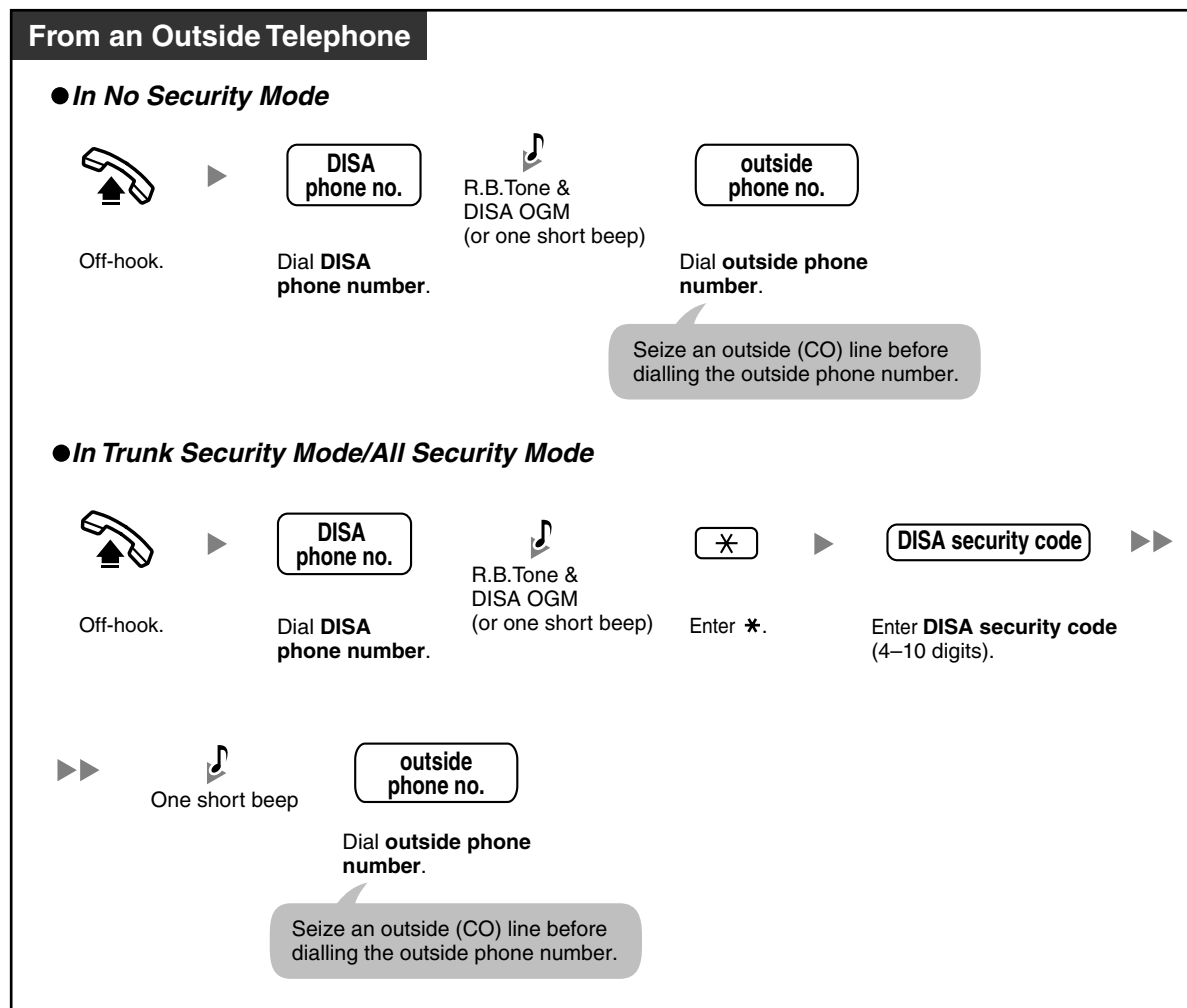 From an Outside Telephone
●In No Security Mode
DISA
phone no.
R.B.Tone &
DISA OGM
(or one short beep)
outside
phone no.
Off-hook.
Dial DISA
phone number.
Dial outside phone
number.
Seize an outside (CO) line before
dialling the outside phone number.
●In Trunk Security Mode/All Security Mode
DISA
phone no.
R.B.Tone &
DISA OGM
(or one short beep)
*
DISA security code
Off-hook.
Dial DISA
phone number.
Enter *.
Enter DISA security code
(4–10 digits).
One short beep
outside
phone no.
Dial outside phone
number.
Seize an outside (CO) line before
dialling the outside phone number.